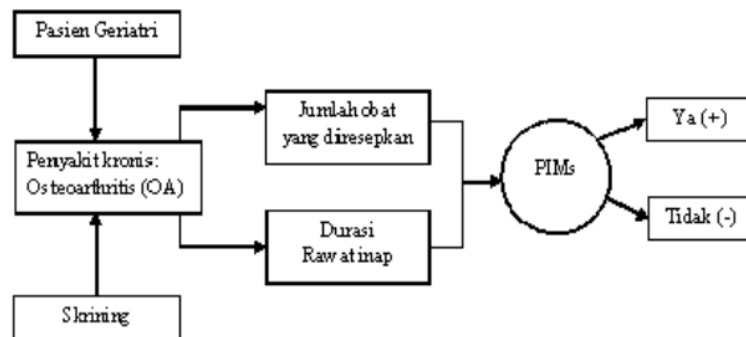 Pasien Geriatri
Penyakit kronis:
Osteoarthritis (OA)
Skrining
Jumlah obat
yang diresepkan
Durasi
Rawat inap
PIMs
Ya (+)
Tidak (-)